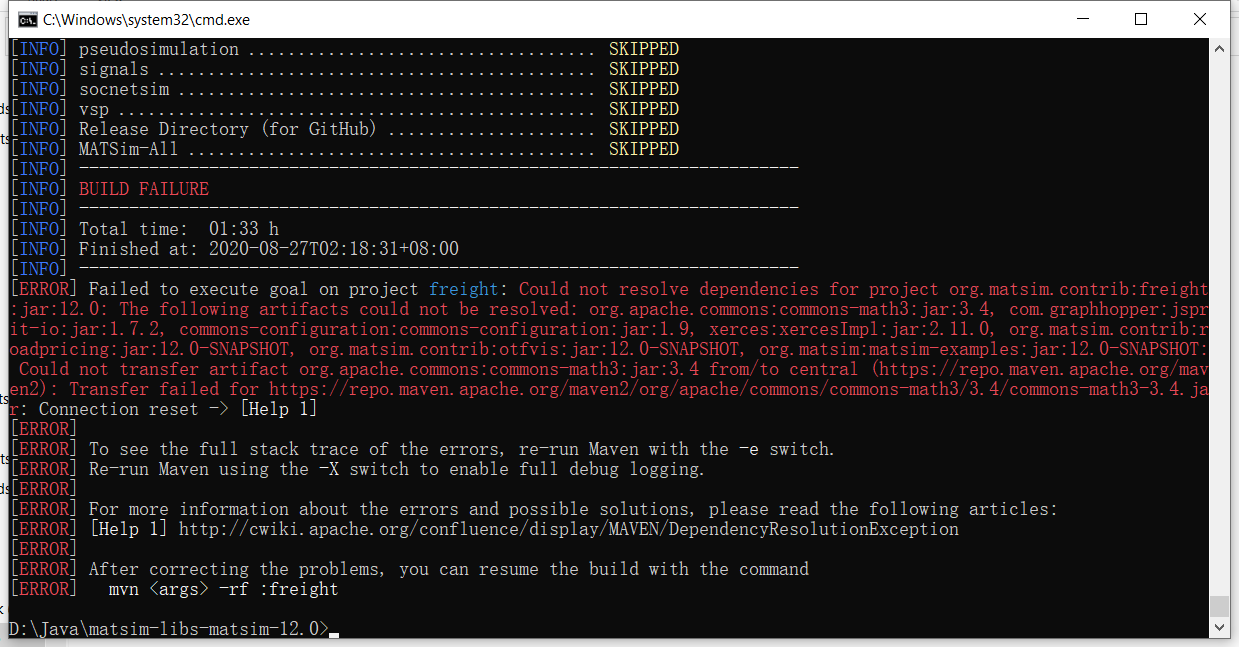 C:\Windows\system32\cmd.exe
[INFO] pseudosimulation ................................... SKIPPED
[INFO] signals ............................................ SKIPPED
[INFO] socnetsim .......................................... SKIPPED
[INFO] vsp ................................................ SKIPPED
[INFO] Release Directory (for GitHub) ..................... SKIPPED
[INFO] MATSim-All ......................................... SKIPPED
[INFO] ------------------------------------------------------------------------
[INFO] BUILD FAILURE
[INFO] ------------------------------------------------------------------------
[INFO] Total time:  01:33 h
[INFO] Finished at: 2020-08-27T02:18:31+08:00
[INFO] ------------------------------------------------------------------------
[ERROR] Failed to execute goal on project freight: Could not resolve dependencies for project org.matsim.contrib:freight
:jar:12.0: The following artifacts could not be resolved: org.apache.commons:commons-math3:jar:3.4, com.graphhopper:jspr
it-io:jar:1.7.2, commons-configuration:commons-configuration:jar:1.9, xerces:xercesImpl:jar:2.11.0, org.matsim.contrib:r
oadpricing:jar:12.0-SNAPSHOT, org.matsim.contrib:otfvis:jar:12.0-SNAPSHOT, org.matsim:matsim-examples:jar:12.0-SNAPSHOT:
 Could not transfer artifact org.apache.commons:commons-math3:jar:3.4 from/to central (https://repo.maven.apache.org/mav
en2): Transfer failed for https://repo.maven.apache.org/maven2/org/apache/commons/commons-math3/3.4/commons-math3-3.4.ja
r: Connection reset -> [Help 1]
[ERROR]
[ERROR] To see the full stack trace of the errors, re-run Maven with the -e switch.
[ERROR] Re-run Maven using the -X switch to enable full debug logging.
[ERROR]
[ERROR] For more information about the errors and possible solutions, please read the following articles:
[ERROR] [Help 1] http://cwiki.apache.org/confluence/display/MAVEN/DependencyResolutionException
[ERROR]
[ERROR] After correcting the problems, you can resume the build with the command
[ERROR]   mvn <args> -rf :freight
D:\Java\matsim-libs-matsim-12.0>